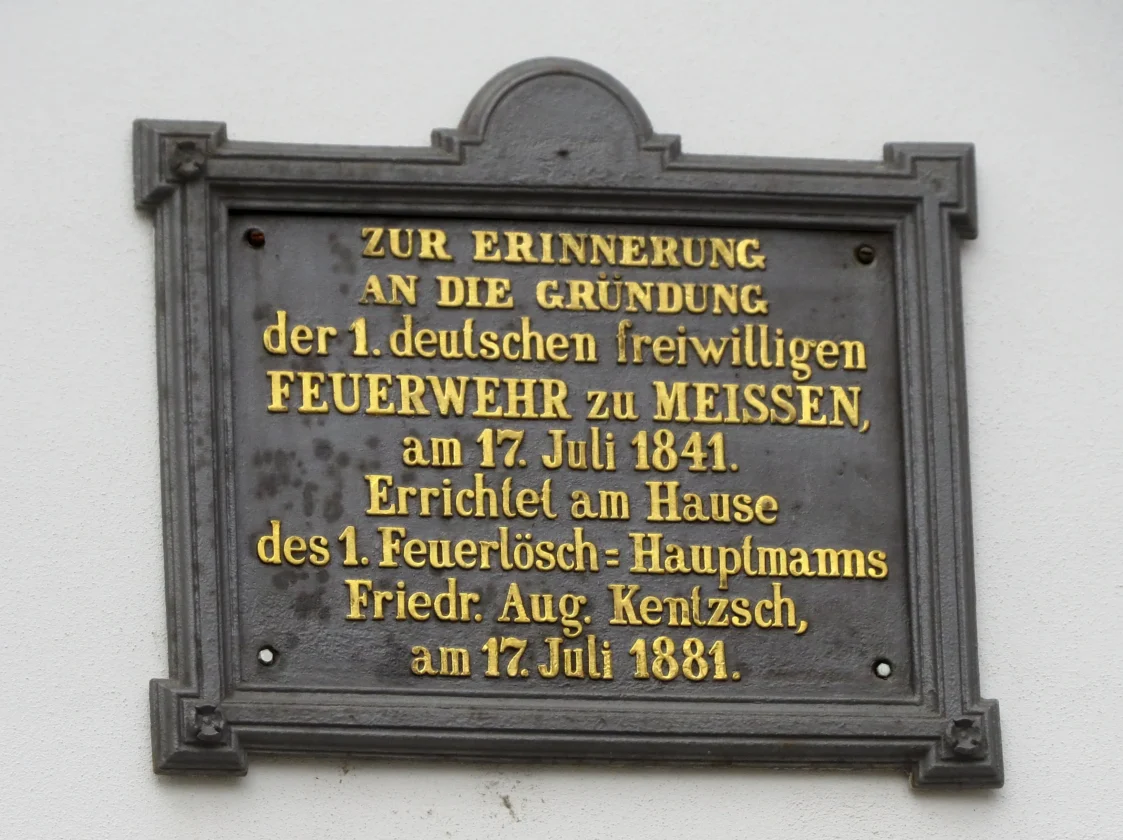 ZUR ERINNERUNG
AN DIE GRÜNDUNG
der 1. deutschen freiwilligen
FEUERWEHR zu MEISSEN,
am 17. Juli 1841.
Errichtet am Hause
des 1. Feuerlösch=Hauptmanns
Friedr. Aug. Kentzsch,
am 17. Juli 1881.